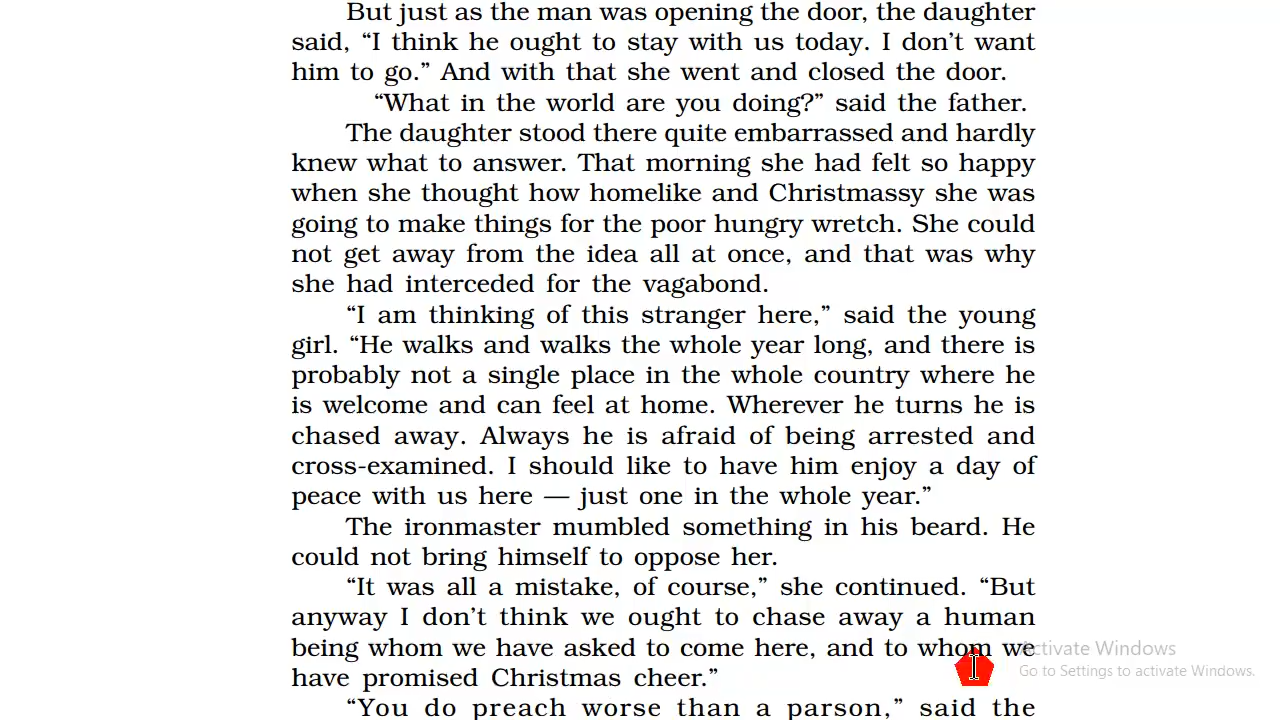 But just as the man was opening the door, the daughter
said, “I think he ought to stay with us today. I don’t want
him to go.” And with that she went and closed the door.
“What in the world are you doing?” said the father.
The daughter stood there quite embarrassed and hardly
knew what to answer. That morning she had felt so happy
when she thought how homelike and Christmassy she was
going to make things for the poor hungry wretch. She could
not get away from the idea all at once, and that was why
she had interceded for the vagabond.
“I am thinking of this stranger here,” said the young
girl. “He walks and walks the whole year long, and there is
probably not a single place in the whole country where he
is welcome and can feel at home. Wherever he turns he is
chased away. Always he is afraid of being arrested and
cross-examined. I should like to have him enjoy a day of
peace with us here — just one in the whole year.”
The ironmaster mumbled something in his beard. He
could not bring himself to oppose her.
“It was all a mistake, of course,” she continued. “But
anyway I don’t think we ought to chase away a human
being whom we have asked to come here, and to whom we
have promised Christmas cheer.”
“You do preach worse than a parson,” said the
Activate Windows
Go to Settings to activate Windows.